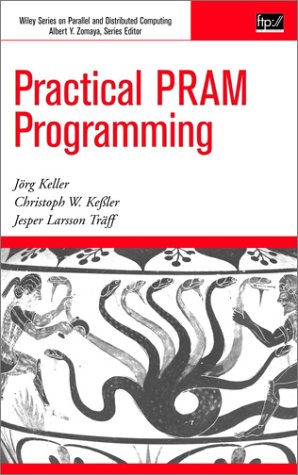 Wiley Series on Parallel and Distributed Computing
Albert Y. Zomaya, Series Editor
ftp://
Practical PRAM
Programming
Jörg Keller
Christoph W. Keßler
Jesper Larsson Träff